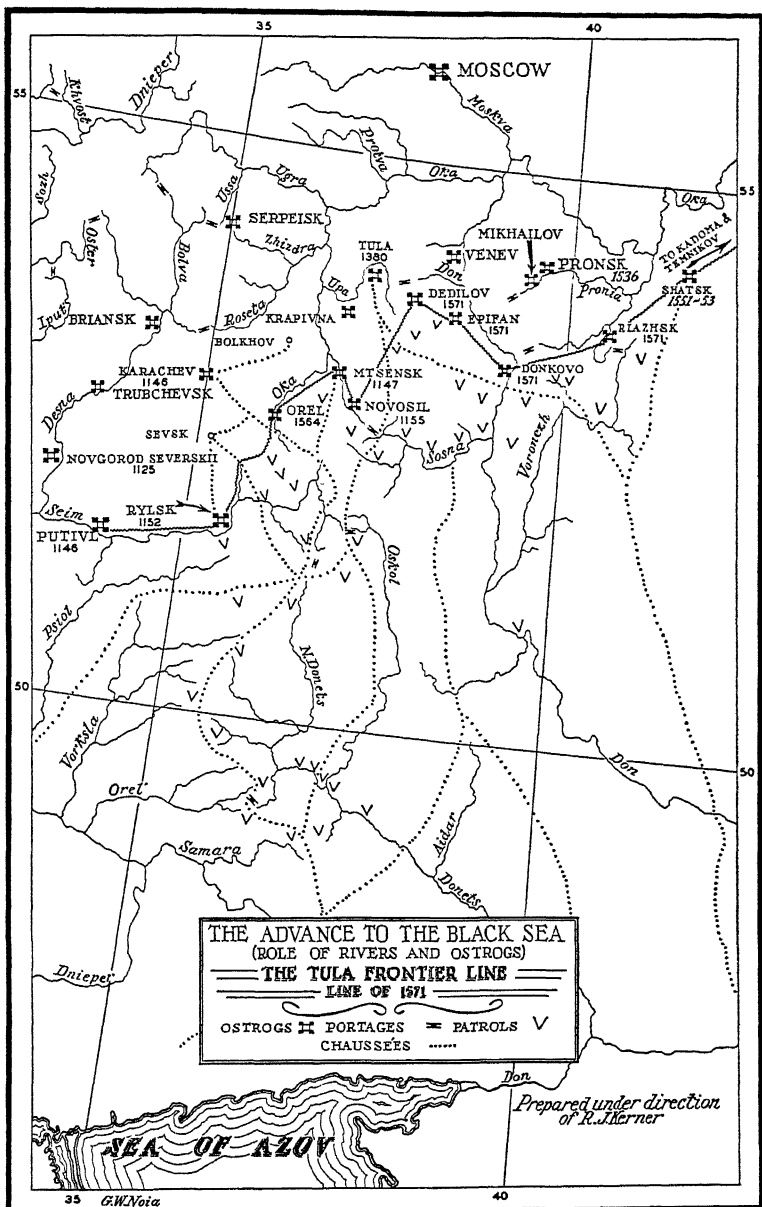 35
40
55
MOSCOW
Khvost
Dnieper
Moskva
Protva
Sozh
Ussa
Ugra
Oka
55
Oka
SERPEISK
Oster
Bolva
Zhizdra
TULA
1380
VENEV
MIKHAILOV
PRONSK
1536
TO KADOMA &
TEMNIKOV
Don
Pronia
SHATSK
1551-53
Iput
Upa
DEDILOV
1571
BRIANSK
Roseta
KRAPIVNA
EPIFAN
1571
RIAZHSK
1571
BOLKHOV
KARACHEV
1146
TRUBCHEVSK
Oka
MTSENSK
1147
DONKOVO
1571
Desna
OREL
1564
NOVOSIL
1155
SEVSK
Sosna
Voronezh
NOVGOROD SEVERSKII
1125
Seim
RYLSK
1152
PUTIVL
1146
Oskol
Psiol
N.Donets
50
Vorksla
50
Don
Orel'
Aidar
Samara
Donets
Dnieper
THE ADVANCE TO THE BLACK SEA
(ROLE OF RIVERS AND OSTROGS)
THE TULA FRONTIER LINE
LINE OF 1571
OSTROGS PORTAGES PATROLS
CHAUSSÉES
Don
Prepared under direction
of R.J.Kerner
SEA OF AZOV
35
G.W.Noia
40